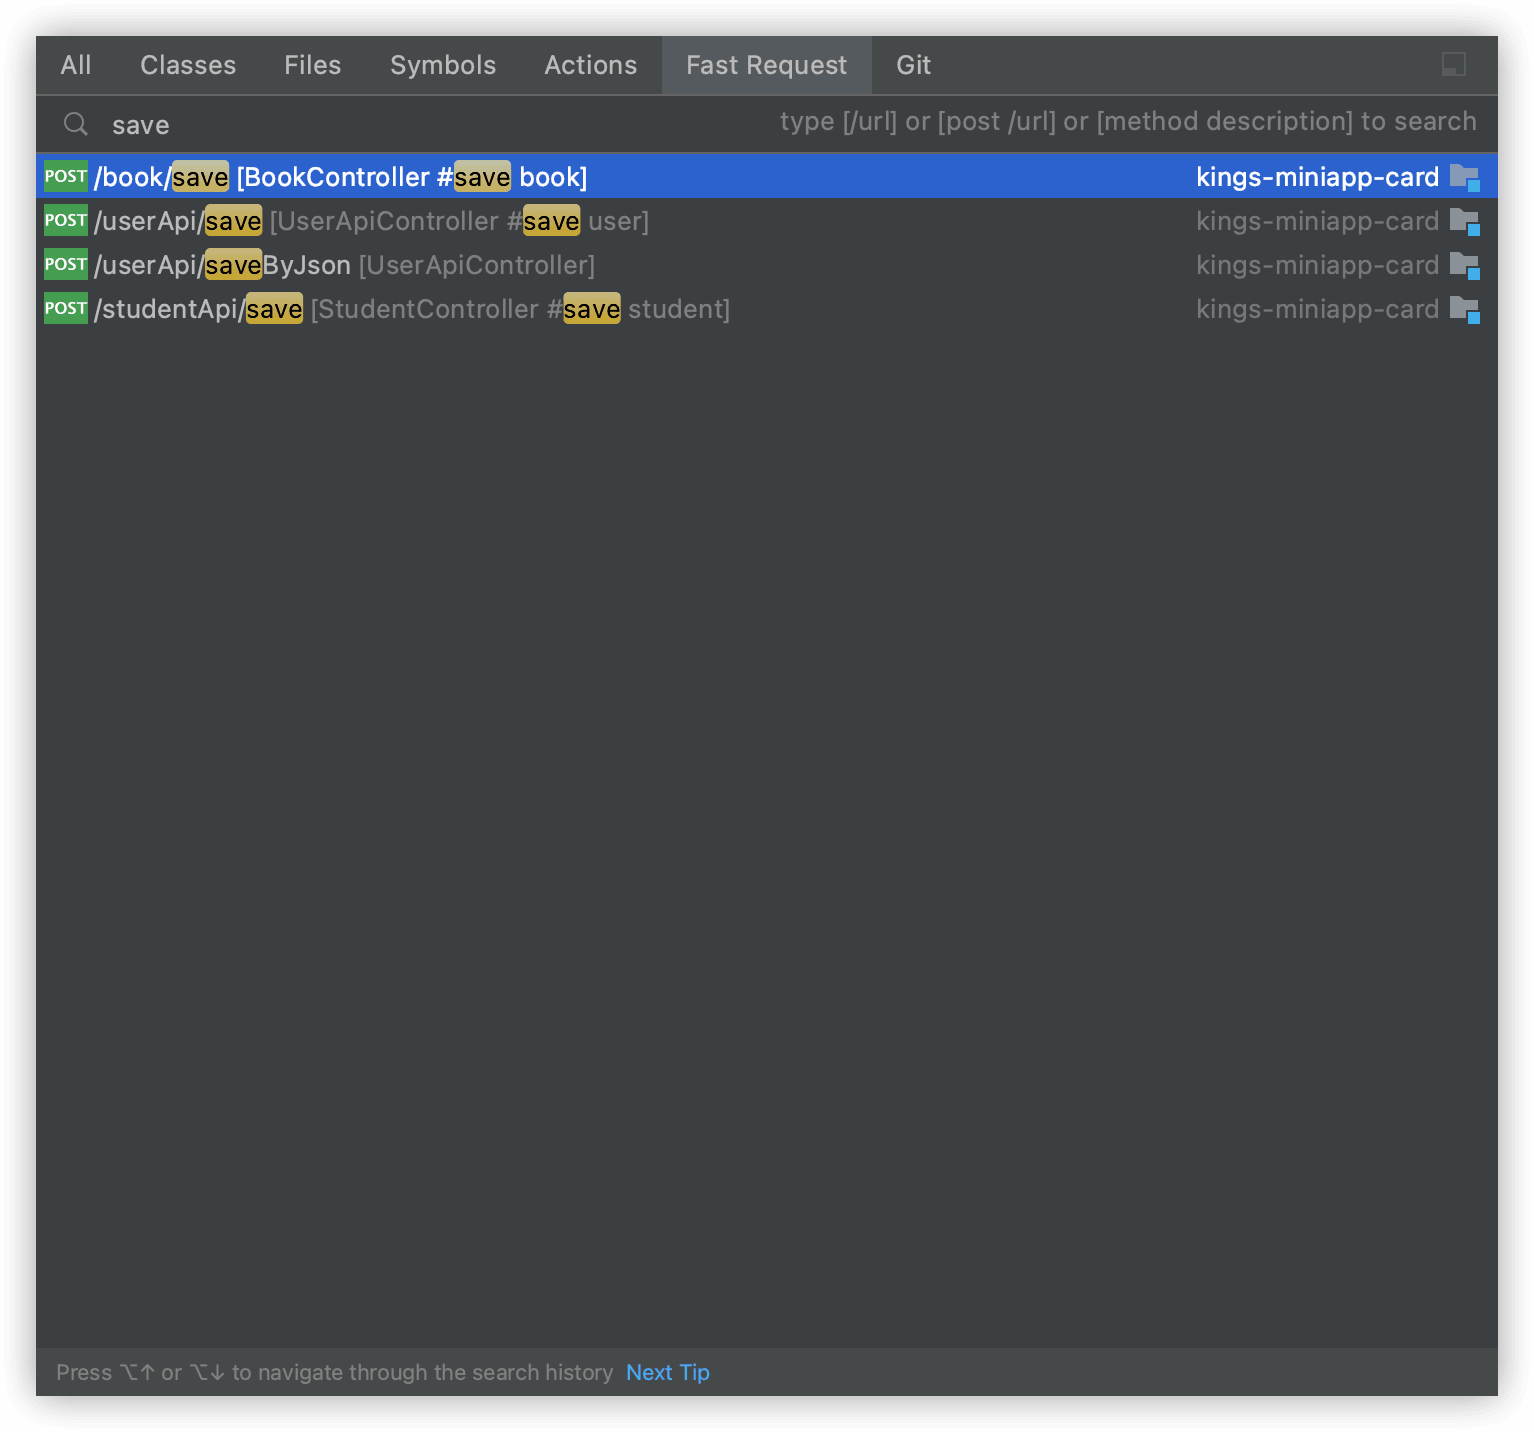 All Classes Files Symbols Actions Fast Request Git
save type [/url] or [post /url] or [method description] to search
POST /book/save [BookController #save book] kings-miniapp-card
POST /userApi/save [UserApiController #save user] kings-miniapp-card
POST /userApi/saveByJson [UserApiController] kings-miniapp-card
POST /studentApi/save [StudentController #save student] kings-miniapp-card
Press ⌥↑ or ⌥↓ to navigate through the search history Next Tip